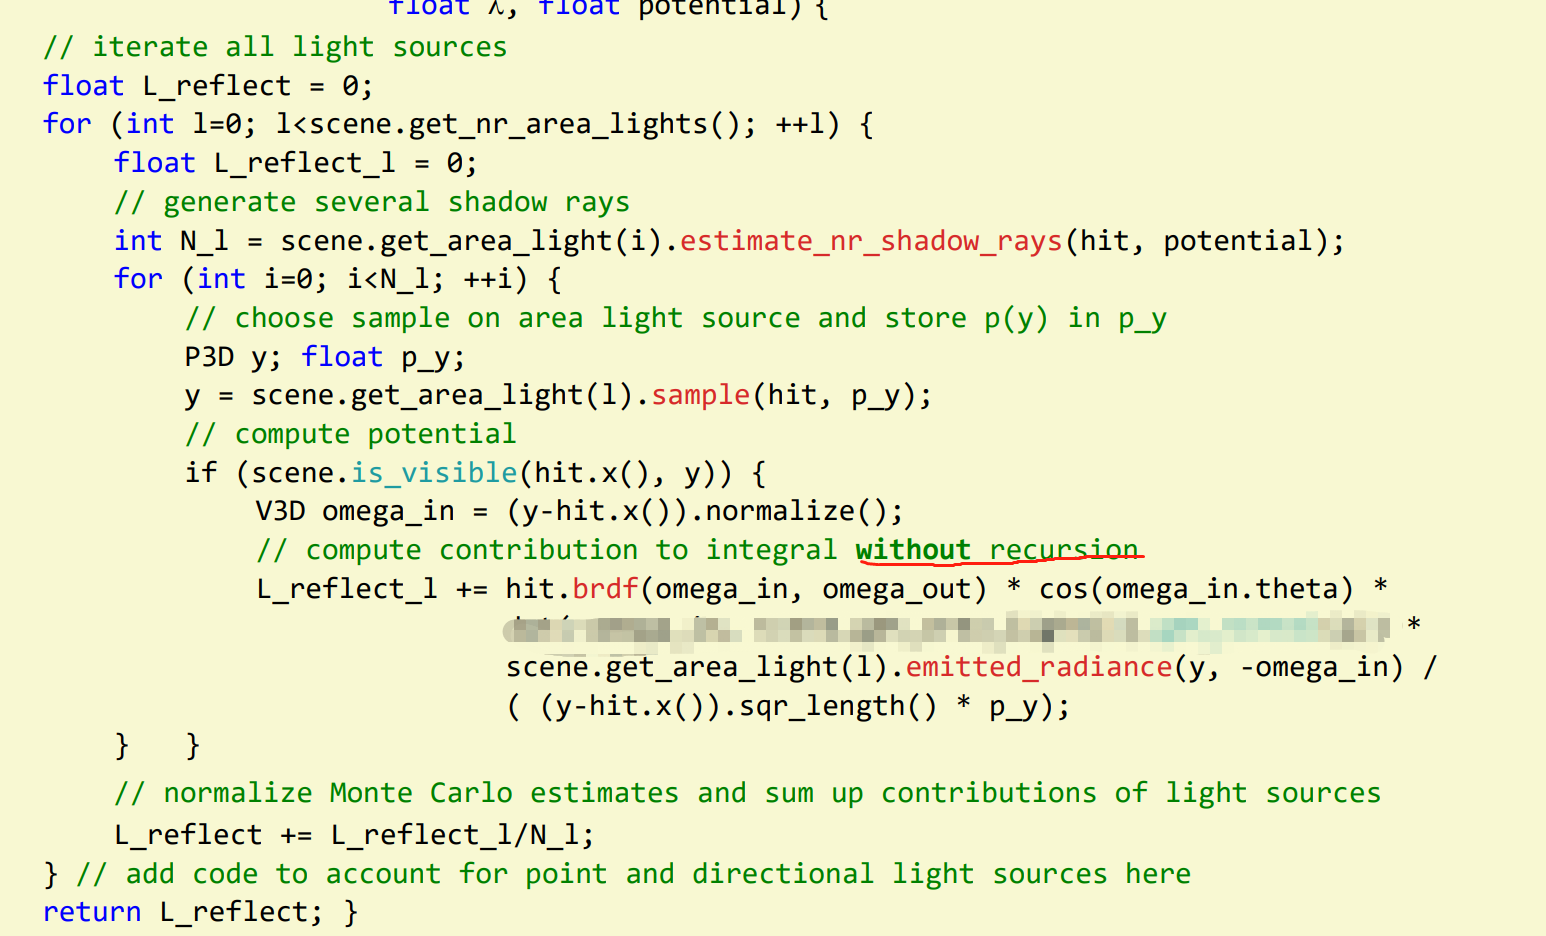 float λ, float potential) {
// iterate all light sources
float L_reflect = 0;
for (int l=0; l<scene.get_nr_area_lights(); ++l) {
float L_reflect_l = 0;
// generate several shadow rays
int N_l = scene.get_area_light(i).estimate_nr_shadow_rays(hit, potential);
for (int i=0; i<N_l; ++i) {
// choose sample on area light source and store p(y) in p_y
P3D y; float p_y;
y = scene.get_area_light(l).sample(hit, p_y);
// compute potential
if (scene.is_visible(hit.x(), y)) {
V3D omega_in = (y-hit.x()).normalize();
// compute contribution to integral without recursion
L_reflect_l += hit.brdf(omega_in, omega_out) * cos(omega_in.theta) *
*
scene.get_area_light(l).emitted_radiance(y, -omega_in) /
( (y-hit.x()).sqr_length() * p_y);
} }
// normalize Monte Carlo estimates and sum up contributions of light sources
L_reflect += L_reflect_l/N_l;
} // add code to account for point and directional light sources here
return L_reflect; }